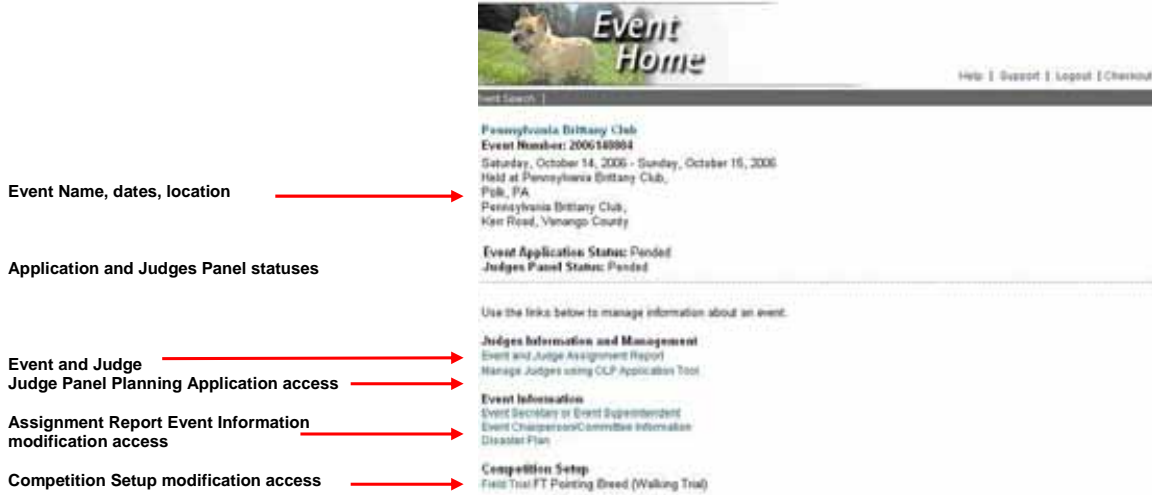 Event
Home
Help | Support | Logout | Checkout
Event Search |
Pennsylvania Brittany Club
Event Number: 2006148004
Saturday, October 14, 2006 - Sunday, October 15, 2006
Held at Pennsylvania Brittany Club,
Polk, PA
Pennsylvania Brittany Club,
Kerr Road, Venango County
Event Name, dates, location
Event Application Status: Pended
Judges Panel Status: Pended
Application and Judges Panel statuses
Use the links below to manage information about an event.
Judges Information and Management
Event and Judge Assignment Report
Manage Judges using OLP Application Tool
Event and Judge
Judge Panel Planning Application access
Event Information
Event Secretary or Event Superintendent
Event Chairperson/Committee Information
Disaster Plan
Assignment Report Event Information
modification access
Competition Setup
Field Trial FT Pointing Breed (Walking Trial)
Competition Setup modification access